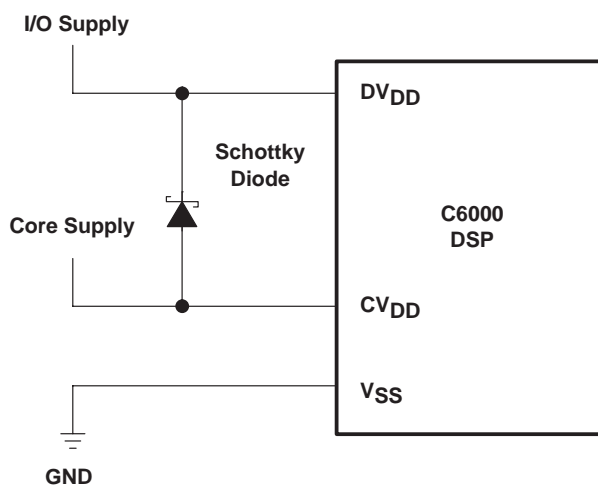 I/O Supply
DVDD
Schottky
Diode
C6000
DSP
Core Supply
CVDD
VSS
GND